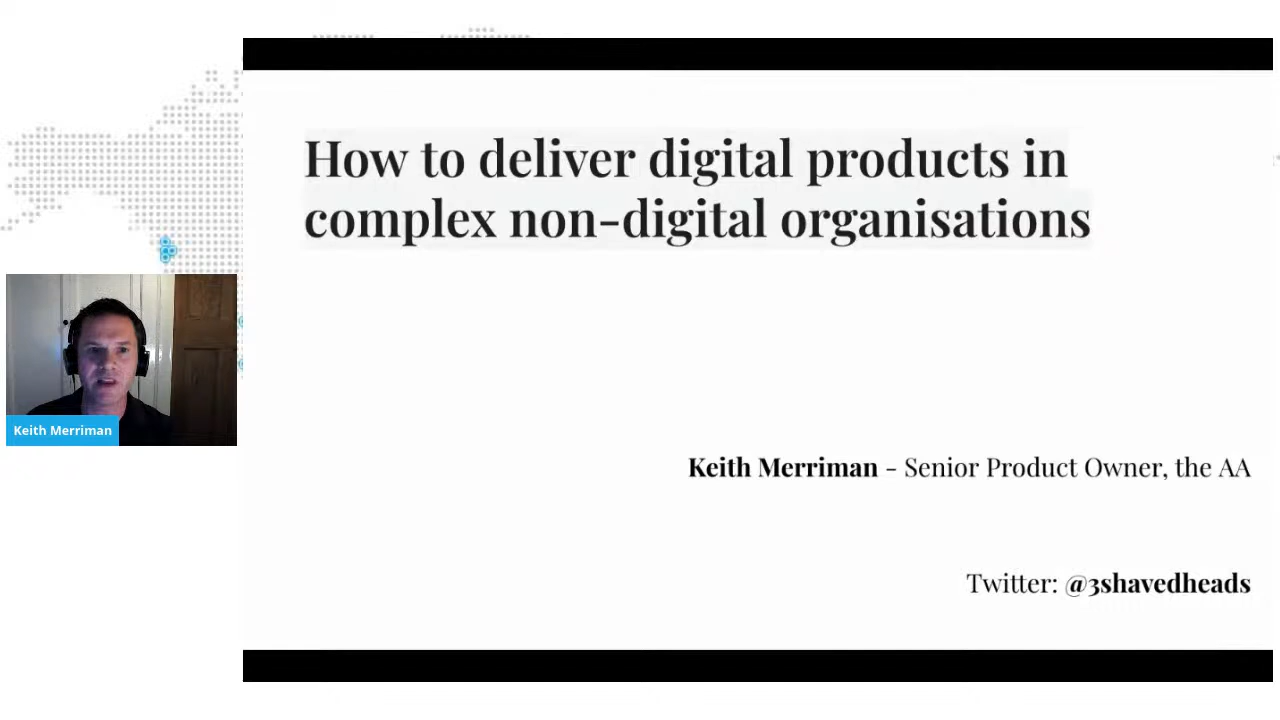 How to deliver digital products in
complex non-digital organisations
Keith Merriman
Keith Merriman - Senior Product Owner, the AA
Twitter: @3shavedheads